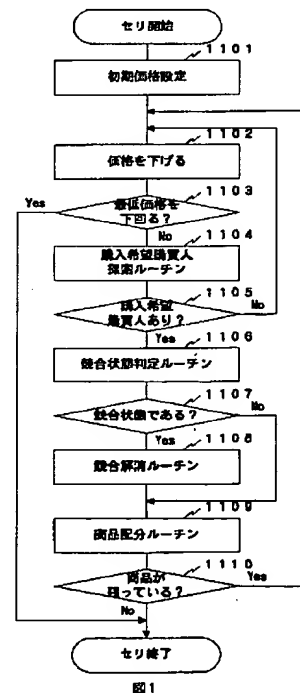 セリ開始
1101
初期価格設定
1102
価格を下げる
1103
最低価格を
下回る？
Yes
No
1104
購入希望購買人
探索ルーチン
1105
購入希望
購買人あり？
No
Yes
1106
競合状態判定ルーチン
1107
競合状態である？
No
Yes
1108
競合解消ルーチン
1109
商品配分ルーチン
1110
商品が
残っている？
Yes
No
セリ終了
図1